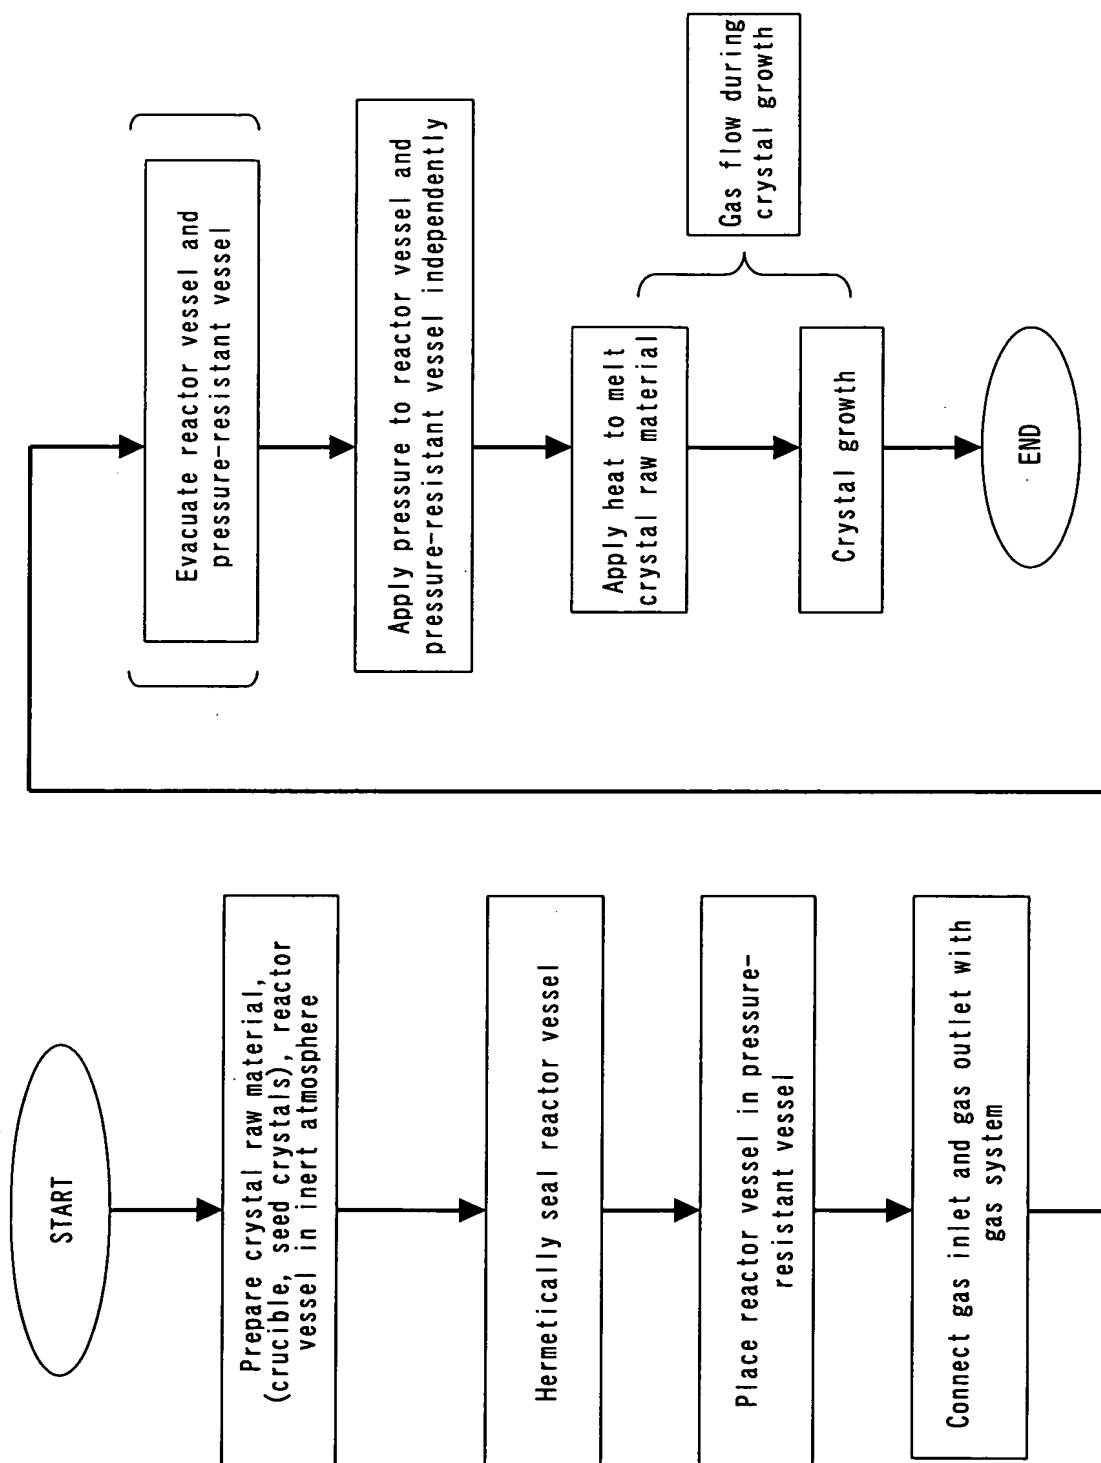 START
Prepare crystal raw material,
(crucible, seed crystals), reactor
vessel in inert atmosphere
Hermetically seal reactor vessel
Place reactor vessel in pressure-
resistant vessel
Connect gas inlet and gas outlet with
gas system
Evacuate reactor vessel and
pressure-resistant vessel
Apply pressure to reactor vessel and
pressure-resistant vessel independently
Apply heat to melt
crystal raw material
Gas flow during
crystal growth
Crystal growth
END